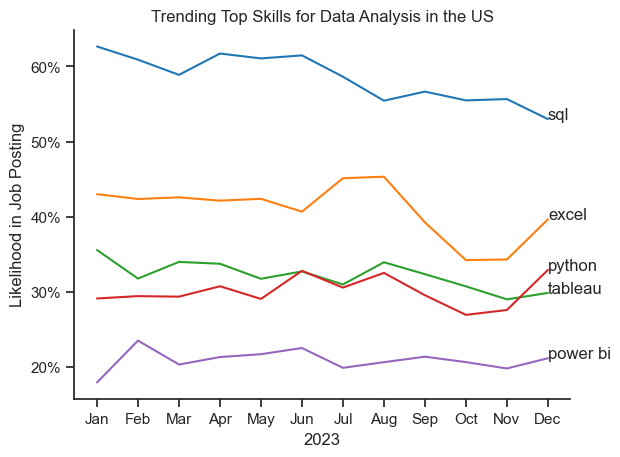 Trending Top Skills for Data Analysis in the US
Likelihood in Job Posting
60%
50%
40%
30%
20%
sql
excel
python
tableau
power bi
Jan Feb Mar Apr May Jun Jul Aug Sep Oct Nov Dec
2023